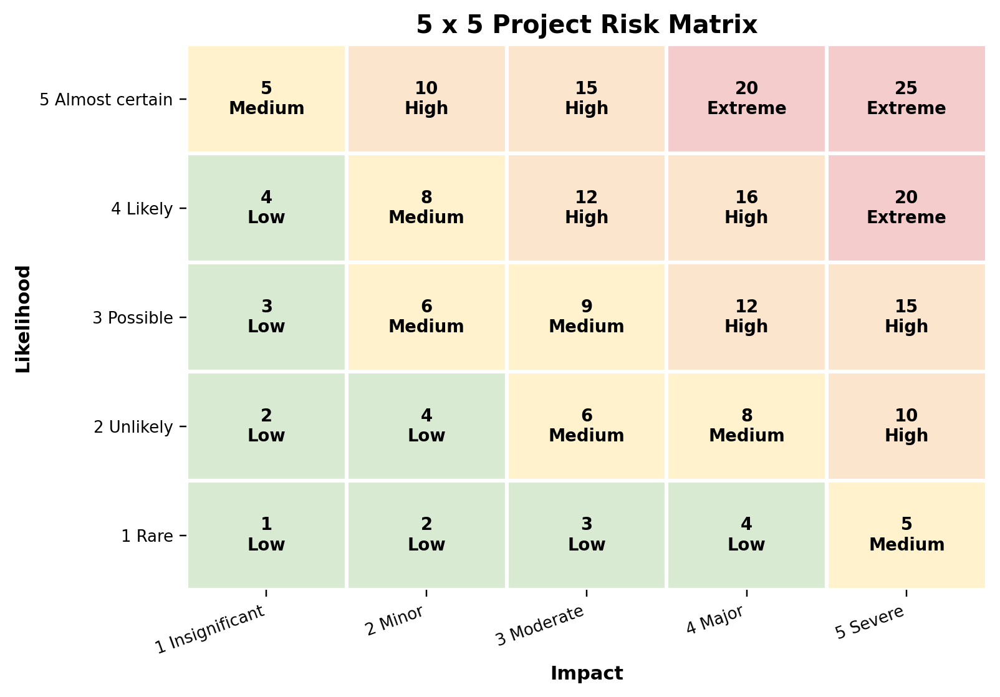 5 x 5 Project Risk Matrix
Likelihood
5 Almost certain
5
Medium
10
High
15
High
20
Extreme
25
Extreme
4 Likely
4
Low
8
Medium
12
High
16
High
20
Extreme
3 Possible
3
Low
6
Medium
9
Medium
12
High
15
High
2 Unlikely
2
Low
4
Low
6
Medium
8
Medium
10
High
1 Rare
1
Low
2
Low
3
Low
4
Low
5
Medium
1 Insignificant
2 Minor
3 Moderate
4 Major
5 Severe
Impact